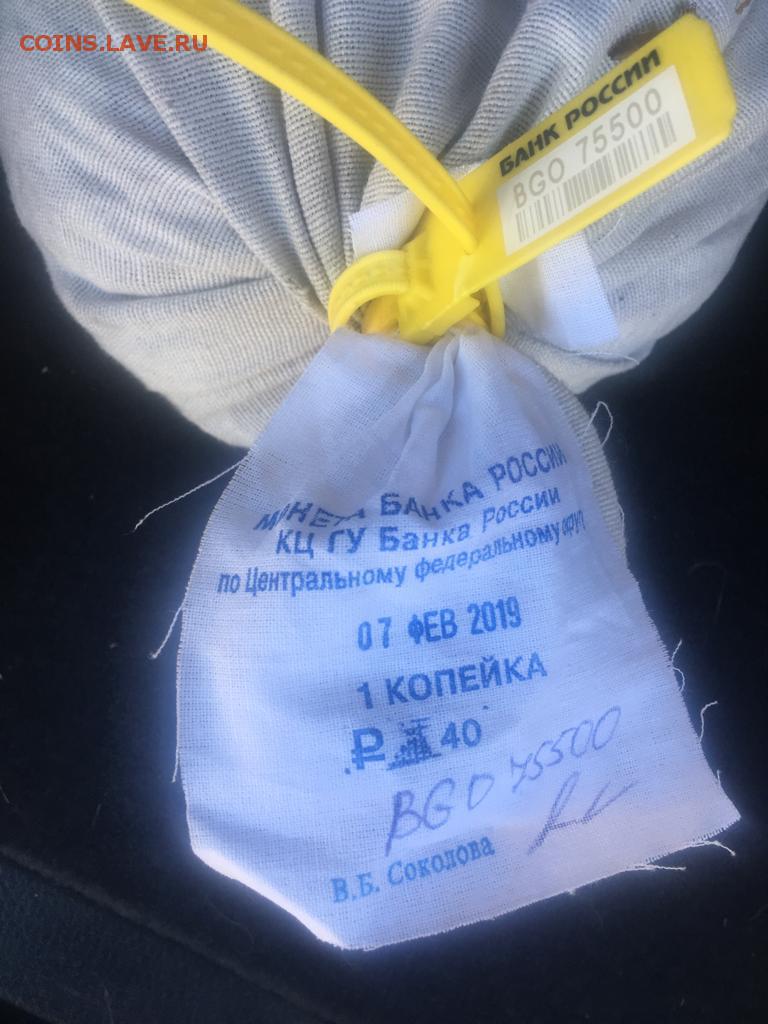 COINS.LAVE.RU
БАНК РОССИИ
BGO 75500
МОНЕТА БАНКА РОССИИ
КЦ ГУ Банка России
по Центральному федеральному округу
07 ФЕВ 2019
1 КОПЕЙКА
₽ 40
BGO 75500
В.Б. Соколова